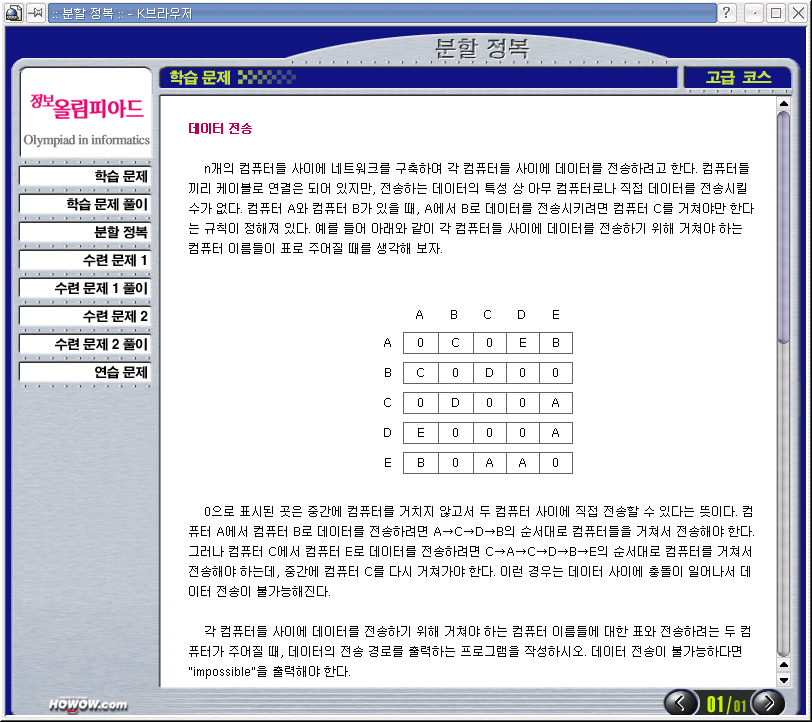 :: 분할 정복 :: - K브라우저
분할 정복
학습 문제
고급 코스
정보올림피아드
Olympiad in informatics
학습 문제
학습 문제 풀이
분할 정복
수련 문제 1
수련 문제 1 풀이
수련 문제 2
수련 문제 2 풀이
연습 문제
데이터 전송
n개의 컴퓨터들 사이에 네트워크를 구축하여 각 컴퓨터들 사이에 데이터를 전송하려고 한다. 컴퓨터들
끼리 케이블로 연결은 되어 있지만, 전송하는 데이터의 특성 상 아무 컴퓨터로나 직접 데이터를 전송시킬
수가 없다. 컴퓨터 A와 컴퓨터 B가 있을 때, A에서 B로 데이터를 전송시키려면 컴퓨터 C를 거쳐야만 한다
는 규칙이 정해져 있다. 예를 들어 아래와 같이 각 컴퓨터들 사이에 데이터를 전송하기 위해 거쳐야 하는
컴퓨터 이름들이 표로 주어질 때를 생각해 보자.
A B C D E
A 0 C 0 E B
B C 0 D 0 0
C 0 D 0 0 A
D E 0 0 0 A
E B 0 A A 0
0으로 표시된 곳은 중간에 컴퓨터를 거치지 않고서 두 컴퓨터 사이에 직접 전송할 수 있다는 뜻이다. 컴
퓨터 A에서 컴퓨터 B로 데이터를 전송하려면 A→C→D→B의 순서대로 컴퓨터들을 거쳐서 전송해야 한다.
그러나 컴퓨터 C에서 컴퓨터 E로 데이터를 전송하려면 C→A→C→D→B→E의 순서대로 컴퓨터를 거쳐서
전송해야 하는데, 중간에 컴퓨터 C를 다시 거쳐가야 한다. 이런 경우는 데이터 사이에 충돌이 일어나서 데
이터 전송이 불가능해진다.
각 컴퓨터들 사이에 데이터를 전송하기 위해 거쳐야 하는 컴퓨터 이름들에 대한 표와 전송하려는 두 컴
퓨터가 주어질 때, 데이터의 전송 경로를 출력하는 프로그램을 작성하시오. 데이터 전송이 불가능하다면
"impossible"을 출력해야 한다.
HOWOW.com
01/01